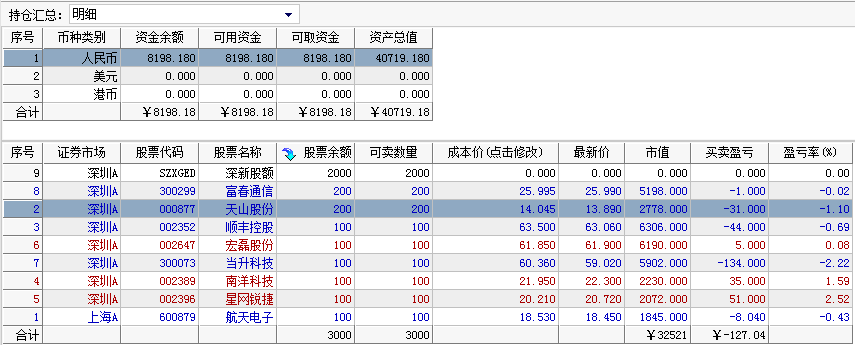 持仓汇总： 明细
序号 币种类别 资金余额 可用资金 可取资金 资产总值
1 人民币 8198.180 8198.180 8198.180 40719.180
2 美元 0.000 0.000 0.000 0.000
3 港币 0.000 0.000 0.000 0.000
合计 ￥8198.18 ￥8198.18 ￥8198.18 ￥40719.18
序号 证券市场 股票代码 股票名称 股票余额 可卖数量 成本价(点击修改) 最新价 市值 买卖盈亏 盈亏率(%)
9 深圳A SZXGED 深新股额 2000 2000 0.000 0.000 0.000 0.000 0.00
8 深圳A 300299 富春通信 200 200 25.995 25.990 5198.000 -1.000 -0.02
2 深圳A 000877 天山股份 200 200 14.045 13.890 2778.000 -31.000 -1.10
3 深圳A 002352 顺丰控股 100 100 63.500 63.060 6306.000 -44.000 -0.69
6 深圳A 002647 宏磊股份 100 100 61.850 61.900 6190.000 5.000 0.08
7 深圳A 300073 当升科技 100 100 60.360 59.020 5902.000 -134.000 -2.22
4 深圳A 002389 南洋科技 100 100 21.950 22.300 2230.000 35.000 1.59
5 深圳A 002396 星网锐捷 100 100 20.210 20.720 2072.000 51.000 2.52
1 上海A 600879 航天电子 100 100 18.530 18.450 1845.000 -8.040 -0.43
合计 3000 3000 ￥32521 ￥-127.04